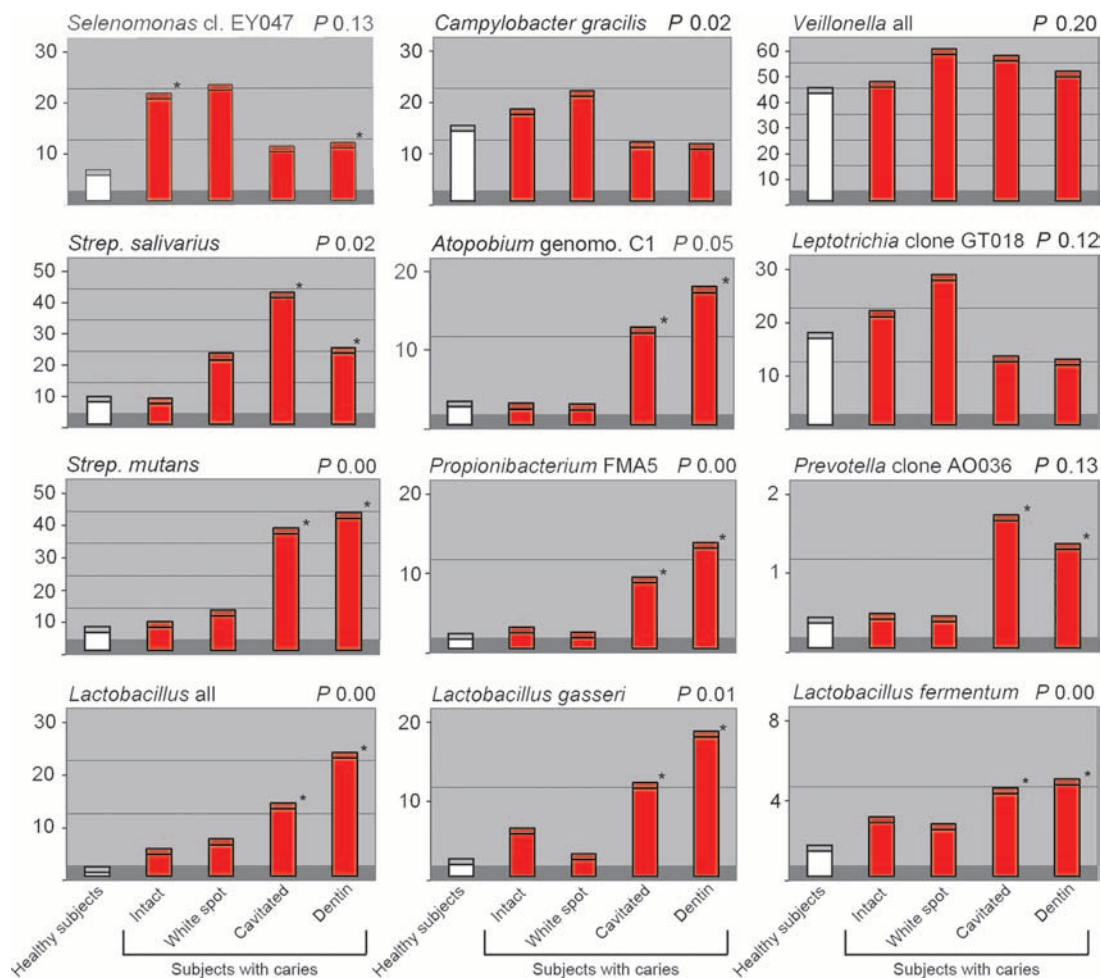 Selenomonas cl. EY047 P 0.13
30
20
10
Campylobacter gracilis P 0.02
30
20
10
Veillonella all P 0.20
60
50
40
30
20
10
Strep. salivarius P 0.02
50
40
30
20
10
*
*
*
*
Atopobium genomo. C1 P 0.05
20
10
*
*
Leptotrichia clone GT018 P 0.12
30
20
10
Strep. mutans P 0.00
50
40
30
20
10
*
*
Propionibacterium FMA5 P 0.00
20
10
*
*
Prevotella clone AO036 P 0.13
2
1
*
*
Lactobacillus all P 0.00
30
20
10
*
*
Lactobacillus gasseri P 0.01
20
10
*
*
Lactobacillus fermentum P 0.00
8
4
*
*
Healthy subjects
Intact
White spot
Cavitated
Dentin
Subjects with caries
Healthy subjects
Intact
White spot
Cavitated
Dentin
Subjects with caries
Healthy subjects
Intact
White spot
Cavitated
Dentin
Subjects with caries